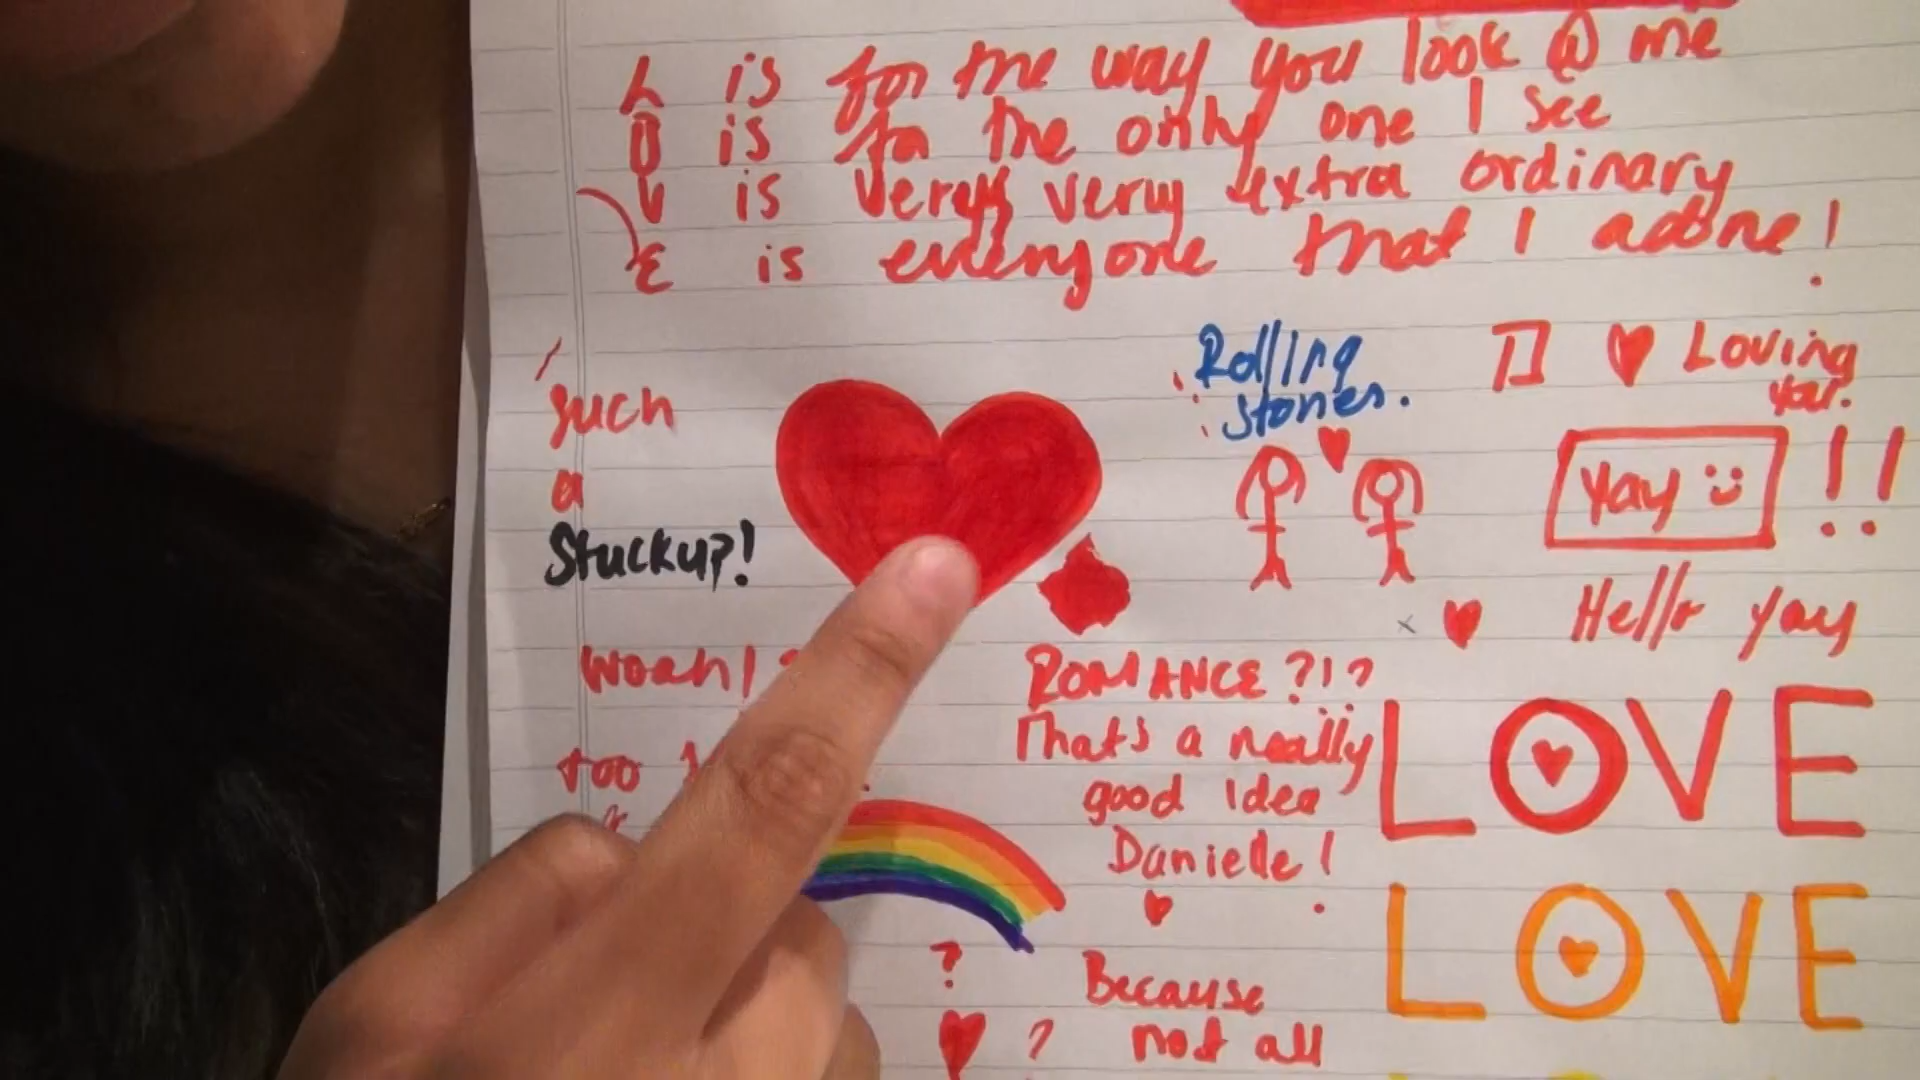 L is for the way you look @ me
O is for the only one I see
V is very very extra ordinary
E is everyone that I adore!
such
a
Stuckup!
Rolling
stones.
Loving
you.
Yay
!!
Hello yay
woah!
too
ROMANCE?!?
That's a really
good idea
Danielle!
LOVE
LOVE
?
Because
? not all